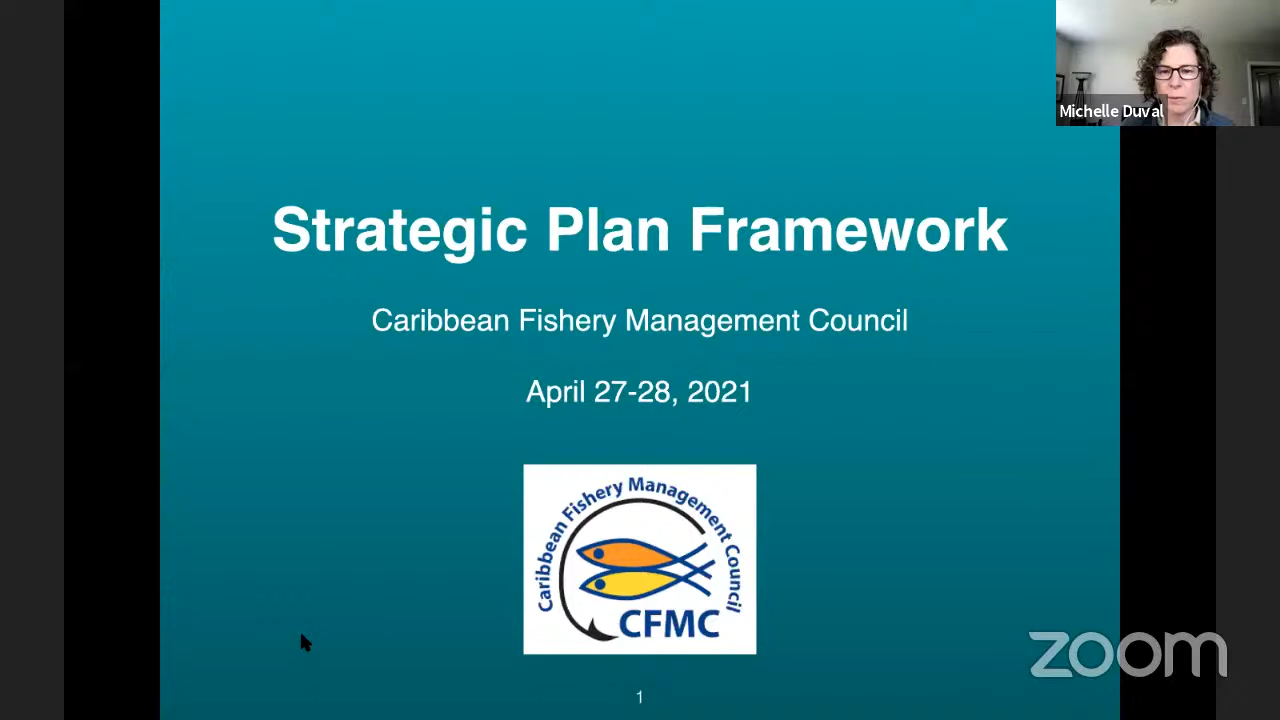 Michelle Duval
Strategic Plan Framework
Caribbean Fishery Management Council
April 27-28, 2021
Caribbean Fishery Management Council
CFMC
zoom
1